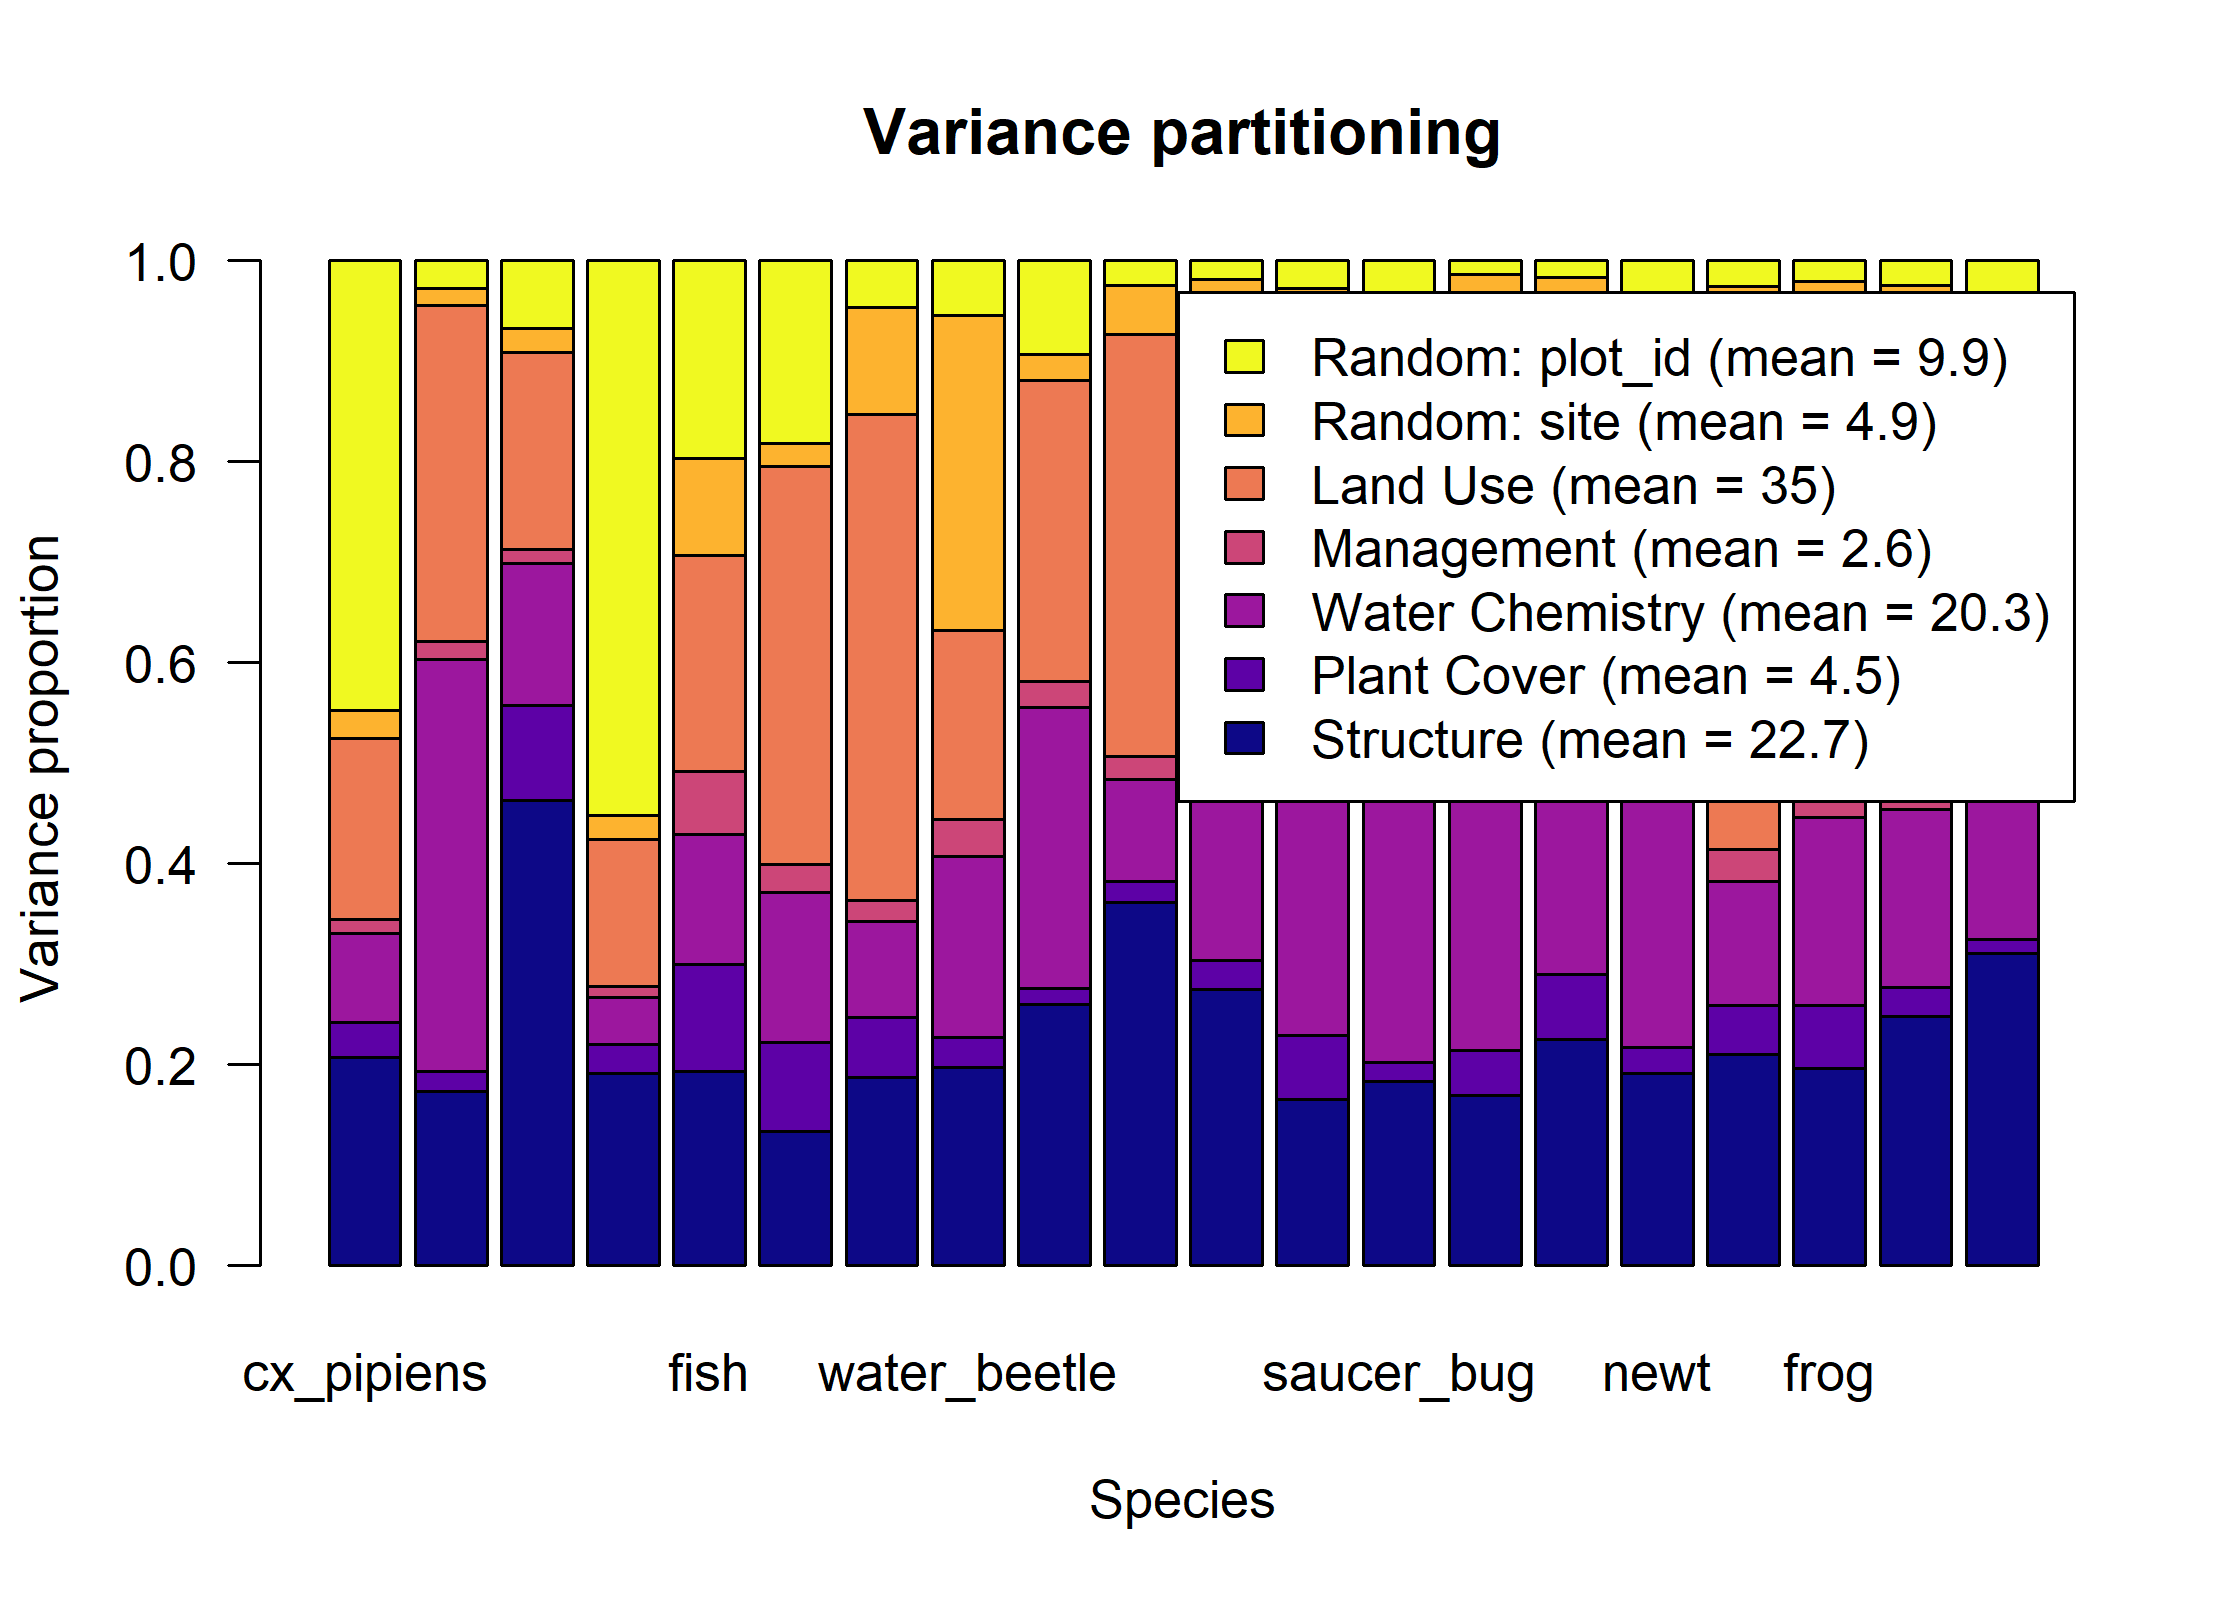 Variance partitioning
Variance proportion
1.0
0.8
0.6
0.4
0.2
0.0
Random: plot_id (mean = 9.9)
Random: site (mean = 4.9)
Land Use (mean = 35)
Management (mean = 2.6)
Water Chemistry (mean = 20.3)
Plant Cover (mean = 4.5)
Structure (mean = 22.7)
cx_pipiens fish water_beetle saucer_bug newt frog
Species